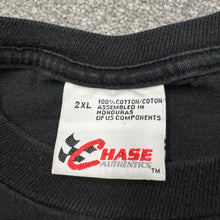 2XL
100% COTTON/COTON
ASSEMBLED IN
HONDURAS
OF US COMPONENTS
CHASE
AUTHENTICS
TM